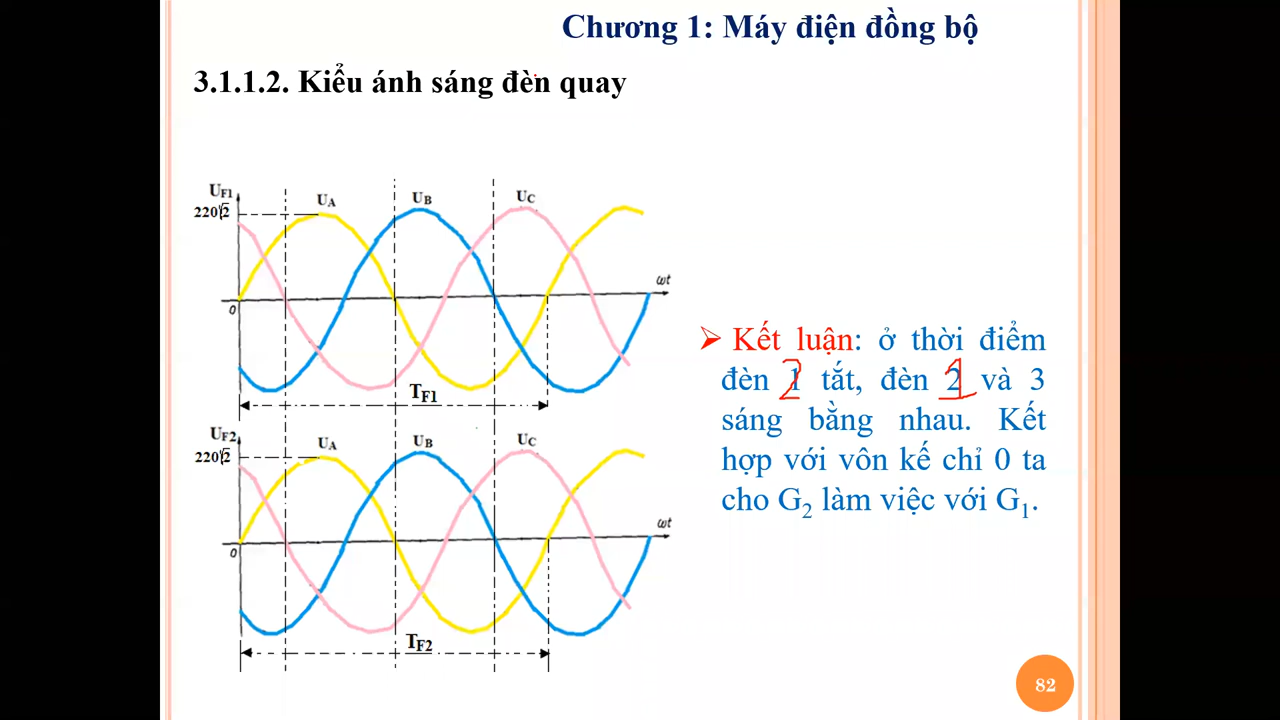 Chương 1: Máy điện đồng bộ
3.1.1.2. Kiểu ánh sáng đèn quay
UF1
220√2
UA
UB
UC
ωt
0
TF1
UF2
220√2
UA
UB
UC
ωt
0
TF2
➢ Kết luận: ở thời điểm
đèn 1 2 tắt, đèn 2 1 và 3
sáng bằng nhau. Kết
hợp với vôn kế chỉ 0 ta
cho G2 làm việc với G1.
82